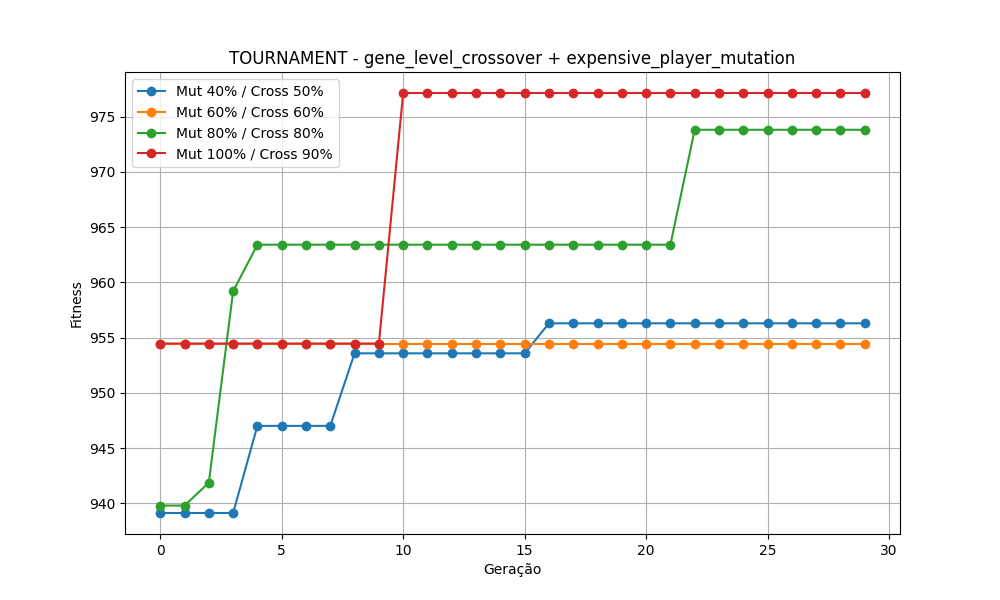 TOURNAMENT - gene_level_crossover + expensive_player_mutation
Mut 40% / Cross 50%
Mut 60% / Cross 60%
Mut 80% / Cross 80%
Mut 100% / Cross 90%
975
970
965
960
955
950
945
940
Fitness
0 5 10 15 20 25 30
Geração